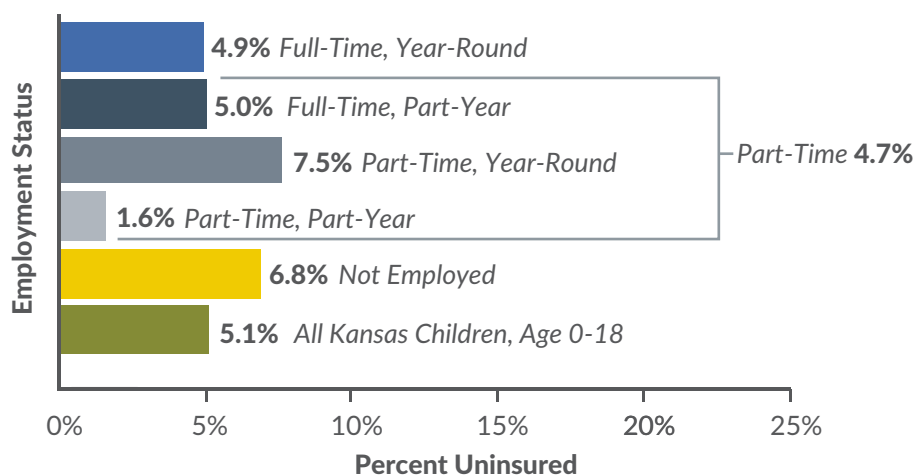 Employment Status
4.9% Full-Time, Year-Round
5.0% Full-Time, Part-Year
7.5% Part-Time, Year-Round
Part-Time 4.7%
1.6% Part-Time, Part-Year
6.8% Not Employed
5.1% All Kansas Children, Age 0-18
0% 5% 10% 15% 20% 25%
Percent Uninsured